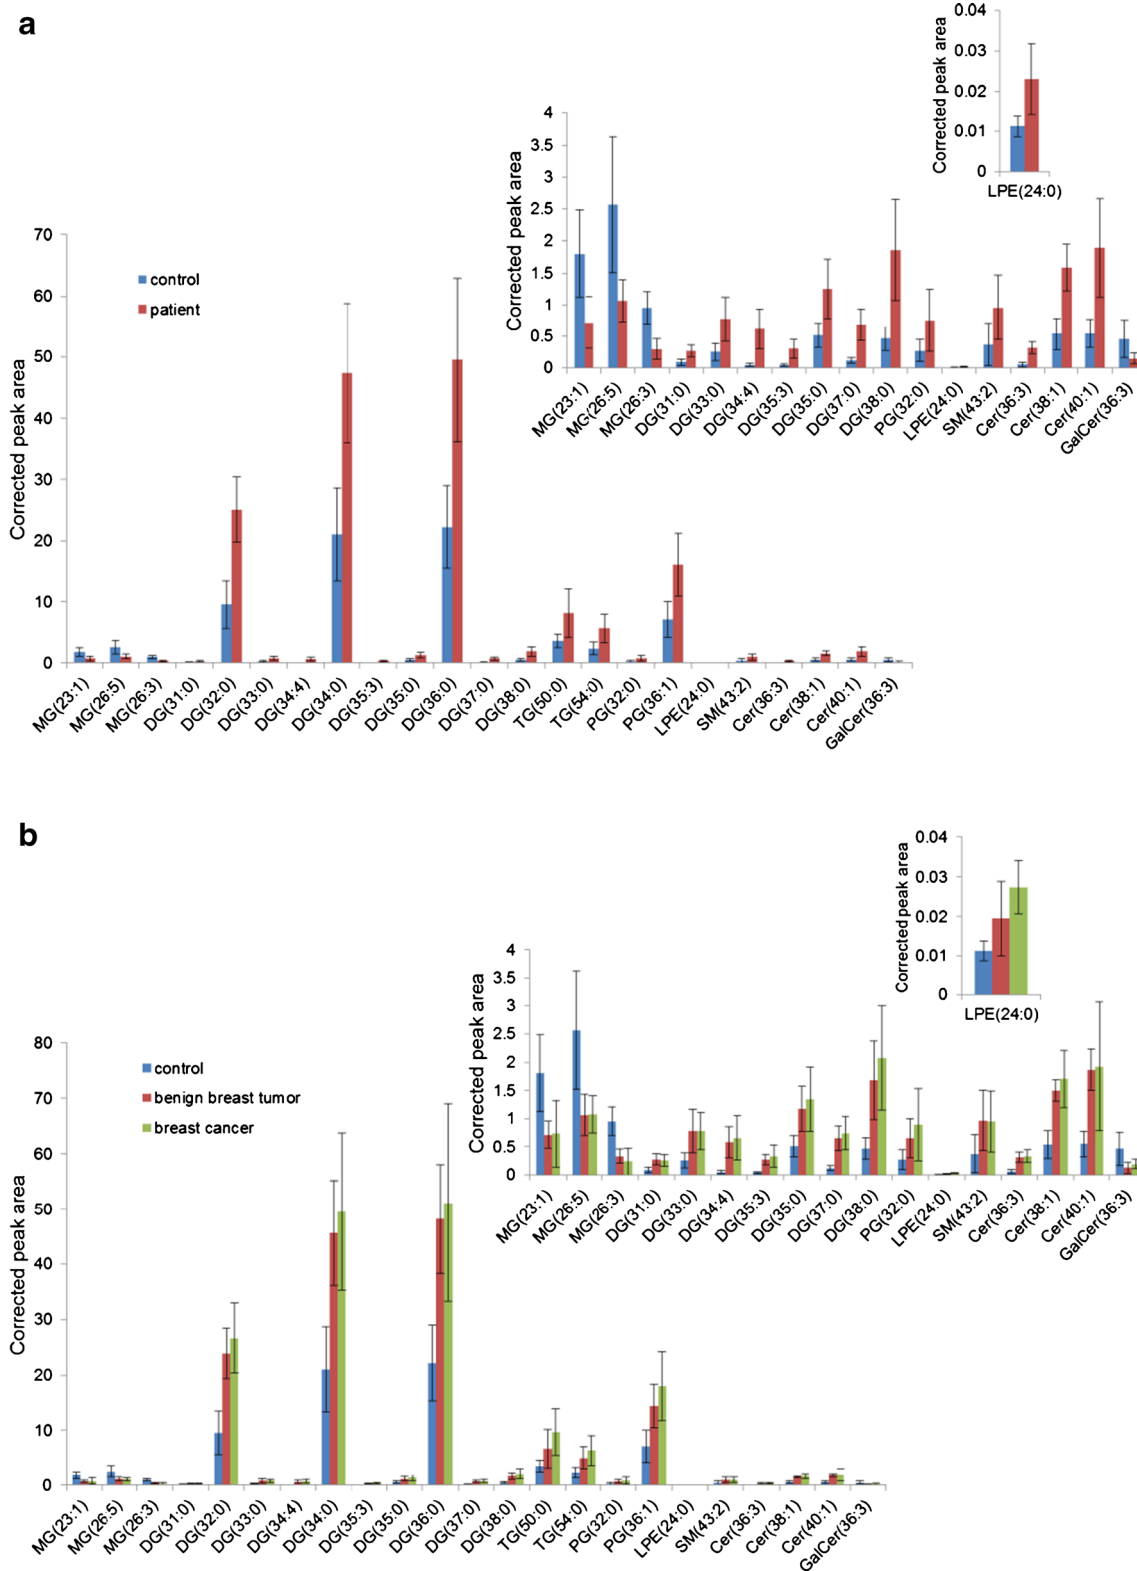 a
0.04
0.03
0.02
0.01
0
Corrected peak area
LPE(24:0)
4
3.5
3
2.5
2
1.5
1
0.5
0
Corrected peak area
MG(23:1)
MG(26:5)
MG(26:3)
DG(31:0)
DG(33:0)
DG(34:4)
DG(35:3)
DG(35:0)
DG(37:0)
DG(38:0)
PG(32:0)
LPE(24:0)
SM(43:2)
Cer(36:3)
Cer(38:1)
Cer(40:1)
GalCer(36:3)
70
60
50
40
30
20
10
0
Corrected peak area
control
patient
MG(23:1)
MG(26:5)
MG(26:3)
DG(31:0)
DG(32:0)
DG(33:0)
DG(34:4)
DG(34:0)
DG(35:3)
DG(35:0)
DG(36:0)
DG(37:0)
DG(38:0)
TG(50:0)
TG(54:0)
PG(32:0)
PG(36:1)
LPE(24:0)
SM(43:2)
Cer(36:3)
Cer(38:1)
Cer(40:1)
GalCer(36:3)
b
0.04
0.03
0.02
0.01
0
Corrected peak area
LPE(24:0)
4
3.5
3
2.5
2
1.5
1
0.5
0
Corrected peak area
MG(23:1)
MG(26:5)
MG(26:3)
DG(31:0)
DG(33:0)
DG(34:4)
DG(35:3)
DG(35:0)
DG(37:0)
DG(38:0)
PG(32:0)
LPE(24:0)
SM(43:2)
Cer(36:3)
Cer(38:1)
Cer(40:1)
GalCer(36:3)
80
70
60
50
40
30
20
10
0
Corrected peak area
control
benign breast tumor
breast cancer
MG(23:1)
MG(26:5)
MG(26:3)
DG(31:0)
DG(32:0)
DG(33:0)
DG(34:4)
DG(34:0)
DG(35:3)
DG(35:0)
DG(36:0)
DG(37:0)
DG(38:0)
TG(50:0)
TG(54:0)
PG(32:0)
PG(36:1)
LPE(24:0)
SM(43:2)
Cer(36:3)
Cer(38:1)
Cer(40:1)
GalCer(36:3)